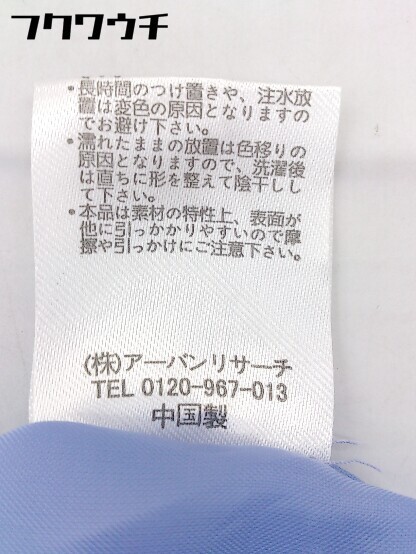 フクワウチ
・長時間のつけ置きや、注水放
置は変色の原因となりますの
でお避け下さい。
・濡れたままの放置は色移りの
原因となりますので、洗濯後
は直ちに形を整えて陰干しし
て下さい。
・本品は素材の特性上、表面が
他に引っかかりやすいので摩
擦や引っかけにご注意下さい。
(株)アーバンリサーチ
TEL 0120-967-013
中国製